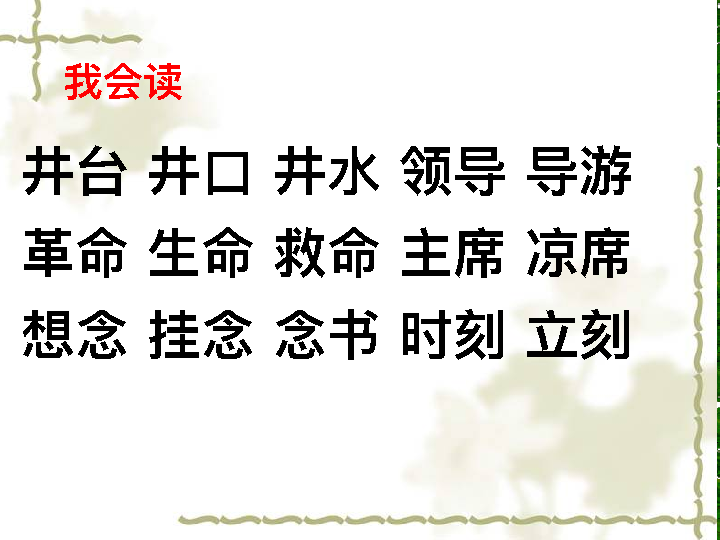 我会读
井台 井口 井水 领导 导游
革命 生命 救命 主席 凉席
想念 挂念 念书 时刻 立刻